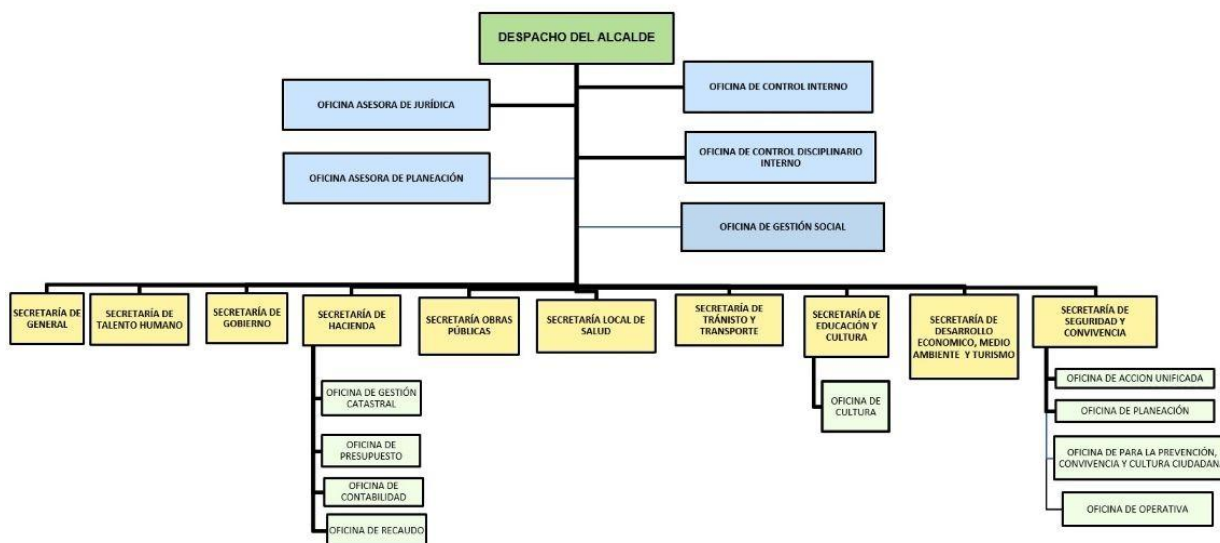 DESPACHO DEL ALCALDE
OFICINA ASESORA DE JURÍDICA
OFICINA DE CONTROL INTERNO
OFICINA ASESORA DE PLANEACIÓN
OFICINA DE CONTROL DISCIPLINARIO
INTERNO
OFICINA DE GESTIÓN SOCIAL
SECRETARÍA DE
GENERAL
SECRETARÍA DE
TALENTO HUMANO
SECRETARÍA DE
GOBIERNO
SECRETARÍA DE
HACIENDA
SECRETARÍA OBRAS
PÚBLICAS
SECRETARÍA LOCAL DE
SALUD
SECRETARÍA DE
TRÁNISTO Y
TRANSPORTE
SECRETARÍA DE
EDUCACIÓN Y
CULTURA
SECRETARÍA DE
DESARROLLO
ECONOMICO, MEDIO
AMBIENTE Y TURISMO
SECRETARÍA DE
SEGURIDAD Y
CONVIVENCIA
OFICINA DE GESTIÓN
CATASTRAL
OFICINA DE
PRESUPUESTO
OFICINA DE
CONTABILIDAD
OFICINA DE RECAUDO
OFICINA DE
CULTURA
OFICINA DE ACCION UNIFICADA
OFICINA DE PLANEACIÓN
OFICINA DE PARA LA PREVENCIÓN,
CONVIVENCIA Y CULTURA CIUDADANA
OFICINA DE OPERATIVA